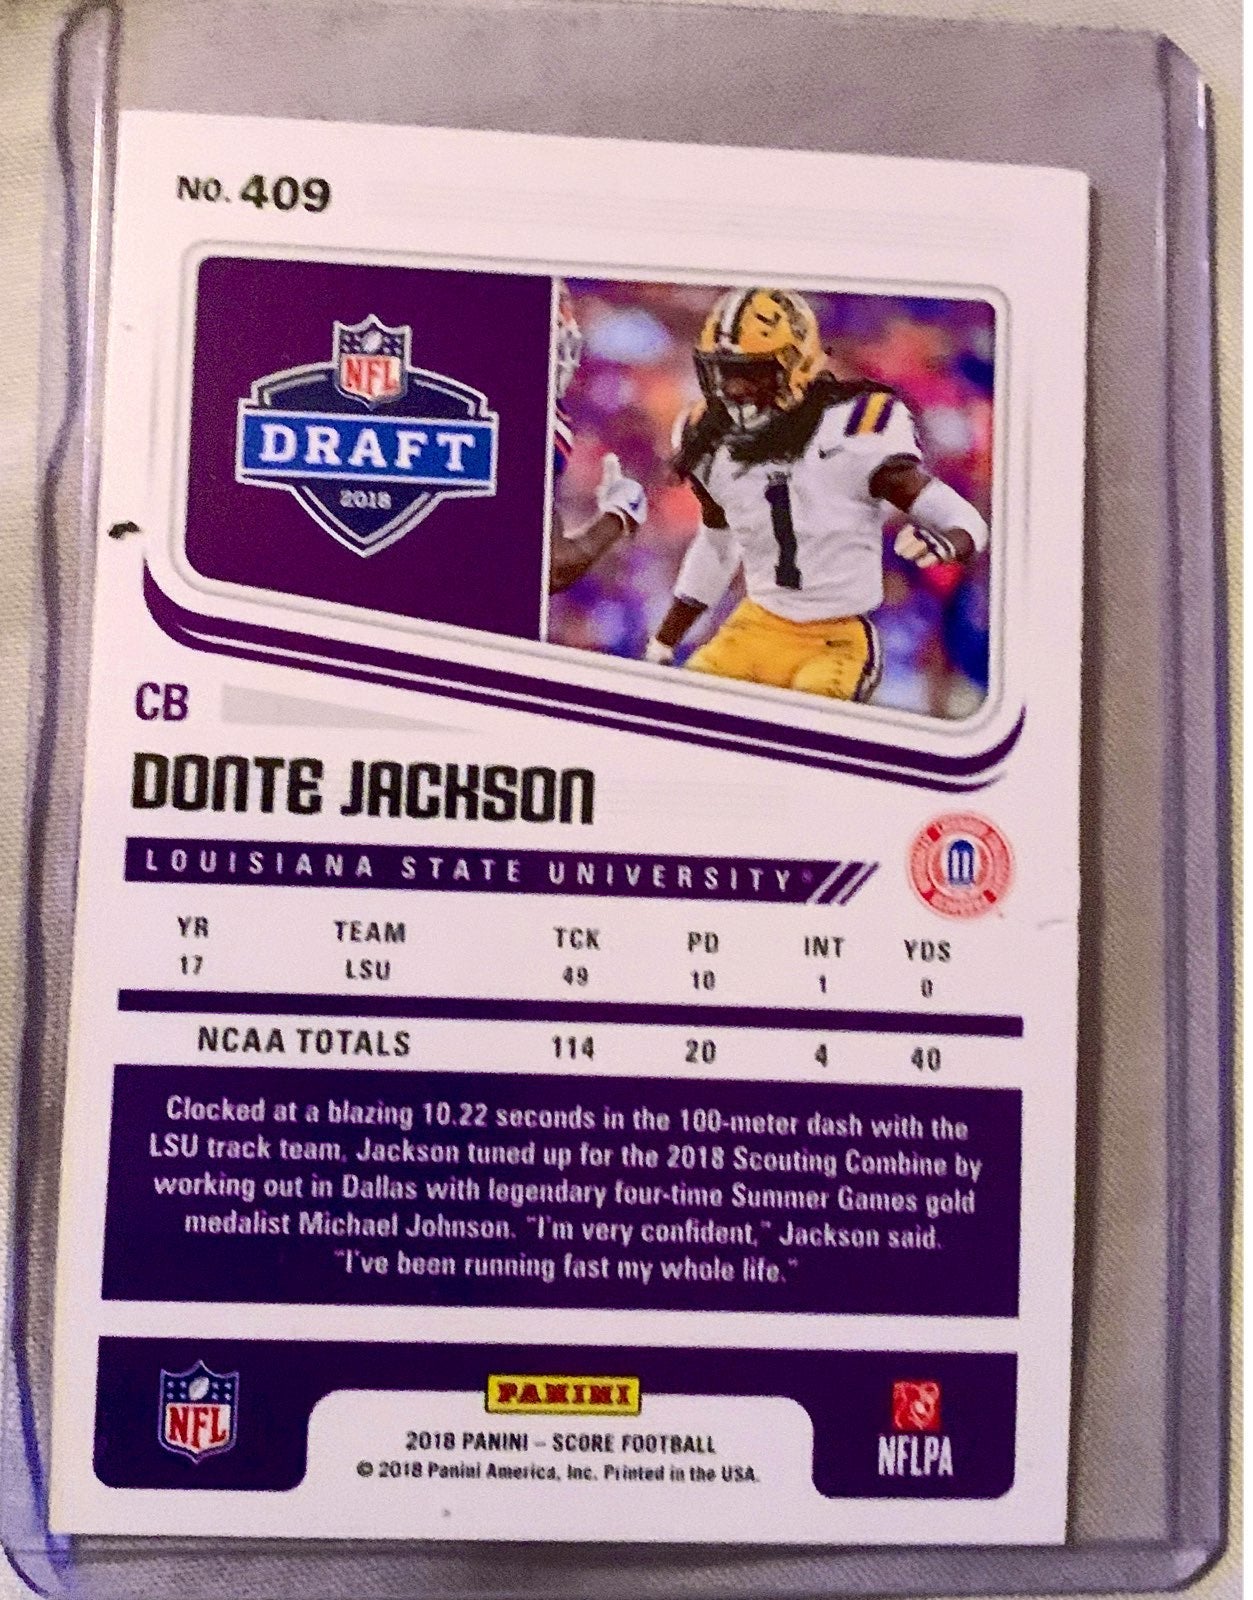 NO. 409
NFL
DRAFT
2018
1
CB
DONTE JACKSON
LOUISIANA STATE UNIVERSITY®
YR TEAM TCK PD INT YDS
17 LSU 49 10 1 0
NCAA TOTALS 114 20 4 40
Clocked at a blazing 10.22 seconds in the 100-meter dash with the
LSU track team, Jackson tuned up for the 2018 Scouting Combine by
working out in Dallas with legendary four-time Summer Games gold
medalist Michael Johnson. "I'm very confident," Jackson said.
"I've been running fast my whole life."
NFL
PANINI
2018 PANINI – SCORE FOOTBALL
© 2018 Panini America, Inc. Printed in the USA.
NFLPA